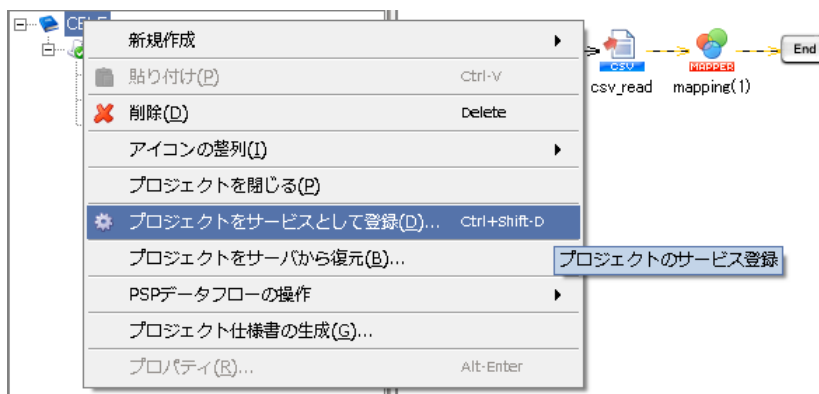 新規作成
貼り付け(P) Ctrl-V
削除(D) Delete
アイコンの整列(I)
プロジェクトを閉じる(P)
プロジェクトをサービスとして登録(D)... Ctrl+Shift-D
プロジェクトをサーバから復元(B)...
プロジェクトのサービス登録
PSPデータフローの操作
プロジェクト仕様書の生成(G)...
プロパティ(R)... Alt-Enter
CSV
MAPPER
End
csv_read mapping(1)